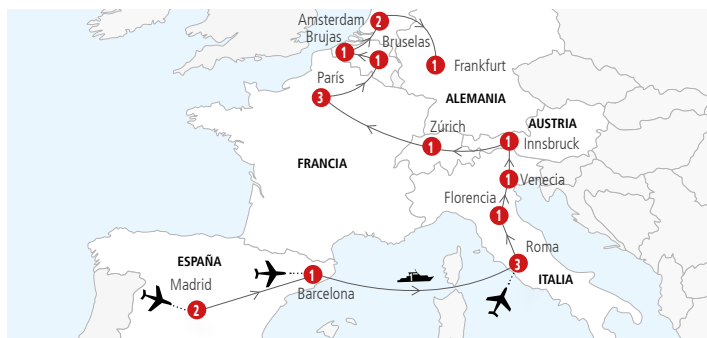 Amsterdam
2
Brujas
1
Bruselas
1
1
Frankfurt
París
3
ALEMANIA
Zúrich
1
AUSTRIA
1
Innsbruck
FRANCIA
1
Venecia
Florencia
1
Roma
3
ITALIA
ESPAÑA
Madrid
2
1
Barcelona